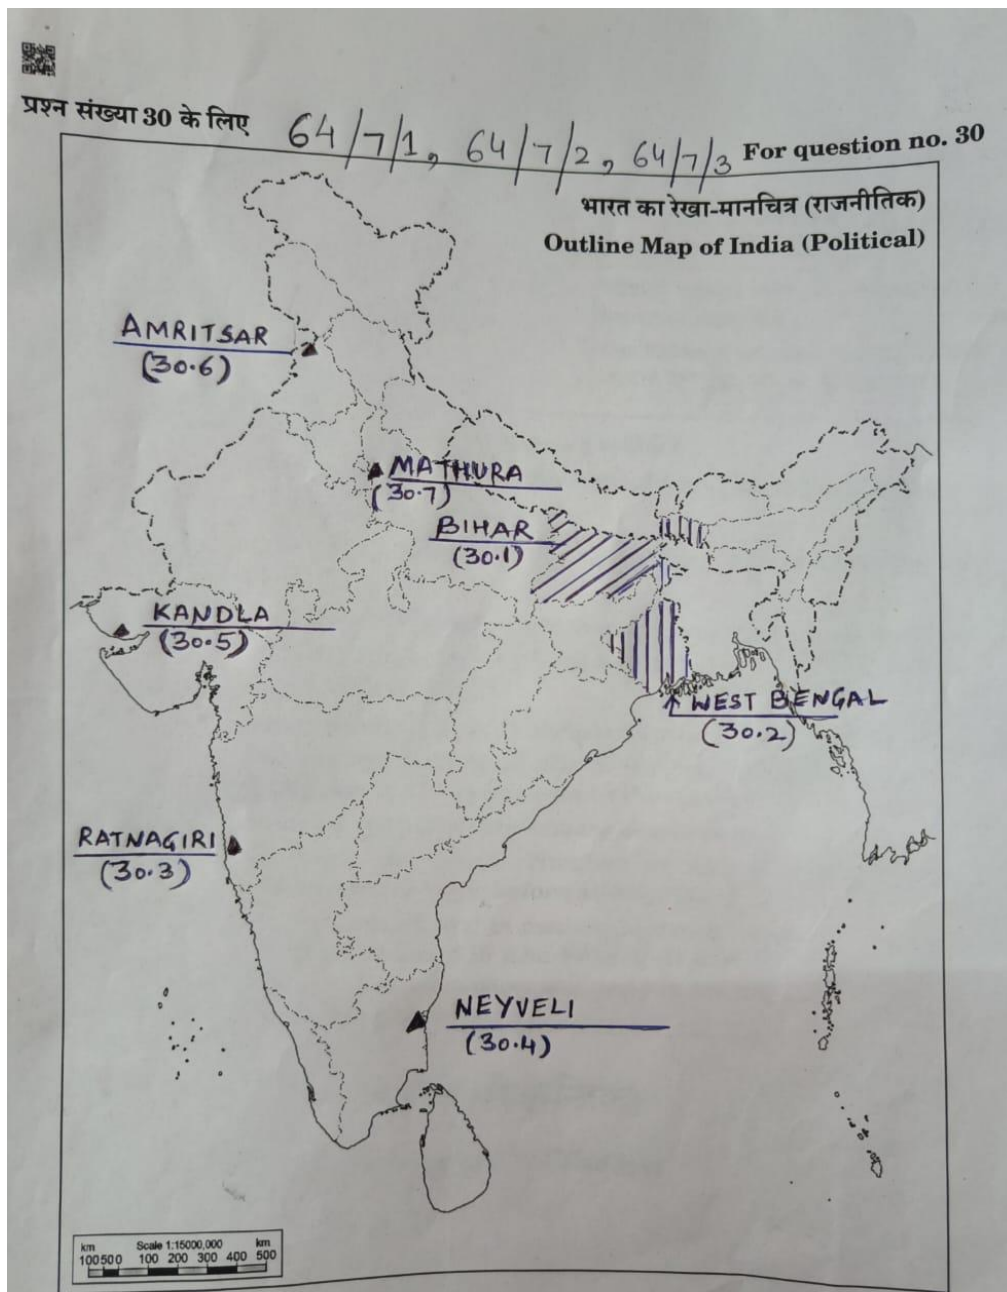 प्रश्न संख्या 30 के लिए 64/7/1, 64/7/2, 64/7/3 For question no. 30
भारत का रेखा-मानचित्र (राजनीतिक)
Outline Map of India (Political)
AMRITSAR
(30.6)
MATHURA
(30.7)
BIHAR
(30.1)
KANDLA
(30.5)
WEST BENGAL
(30.2)
RATNAGIRI
(30.3)
NEYVELI
(30.4)
km Scale 1:15000,000 km
100500 100 200 300 400 500